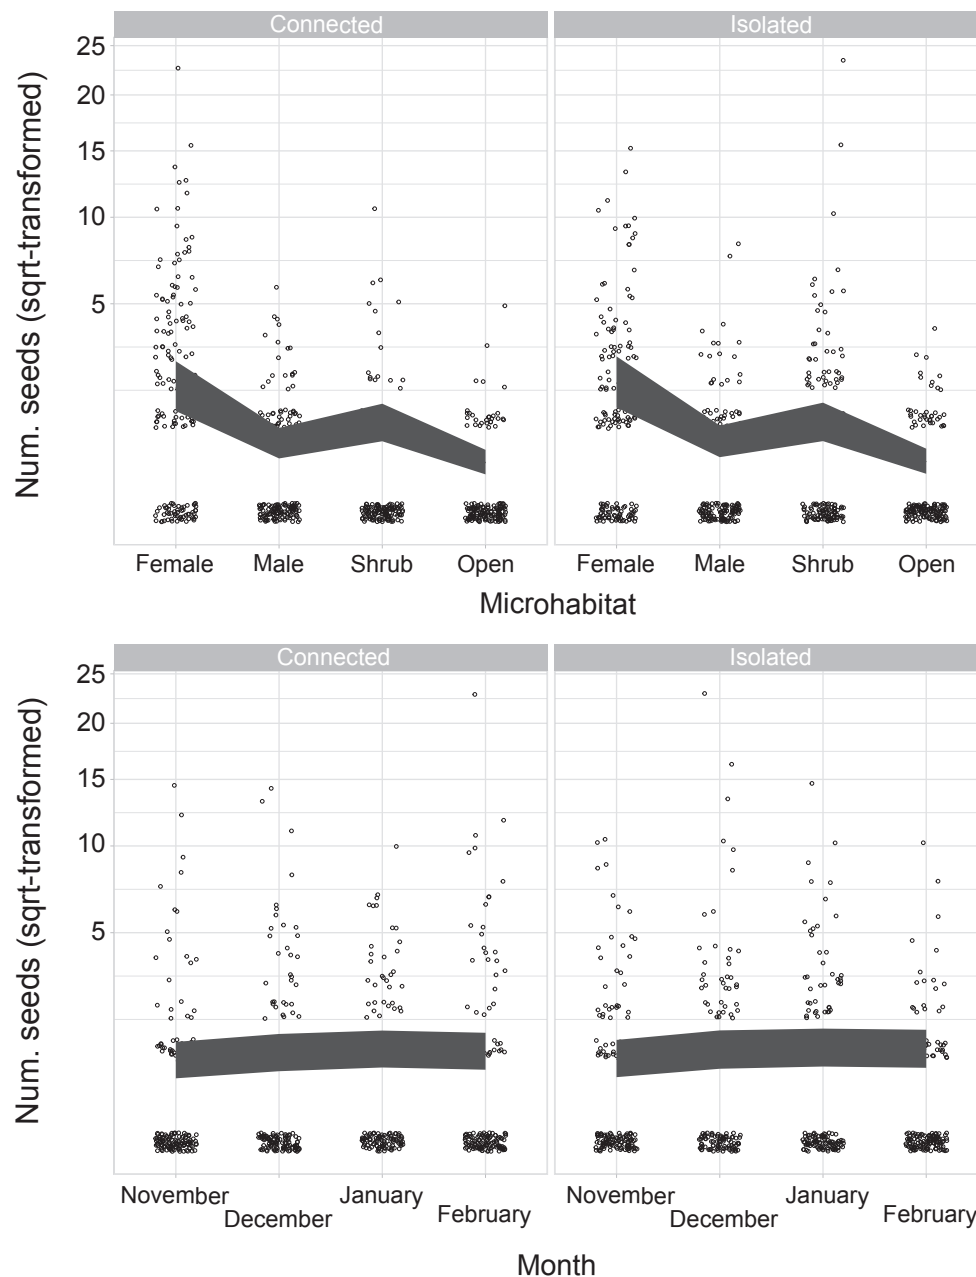 Connected Isolated
Num. seeds (sqrt-transformed)
25
20
15
10
5
Female Male Shrub Open Female Male Shrub Open
Microhabitat
Connected Isolated
Num. seeds (sqrt-transformed)
25
20
15
10
5
November December January February November December January February
Month